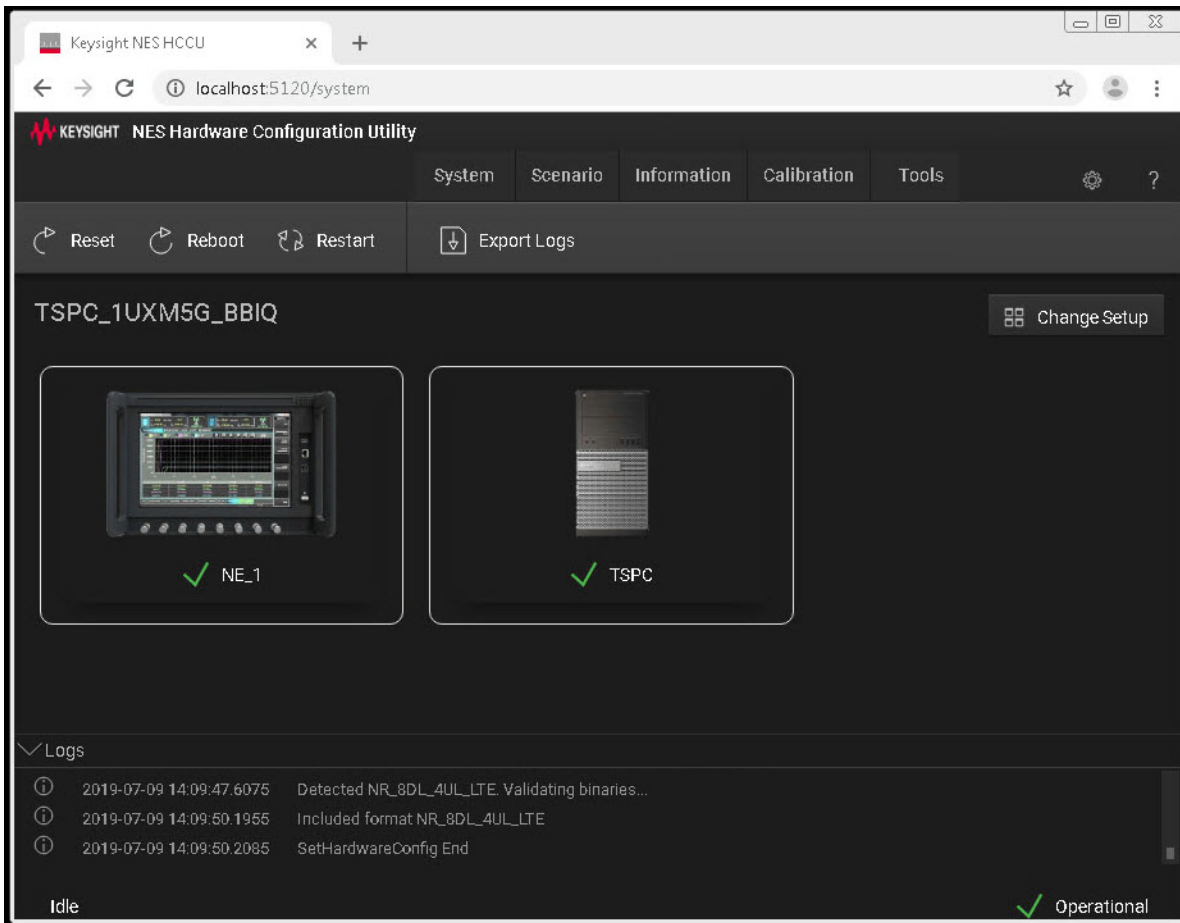 Keysight NES HCCU
localhost:5120/system
KEYSIGHT NES Hardware Configuration Utility
System Scenario Information Calibration Tools ?
Reset Reboot Restart Export Logs
TSPC_1UXM5G_BBIQ
Change Setup
NE_1 TSPC
Logs
2019-07-09 14:09:47.6075 Detected NR_8DL_4UL_LTE. Validating binaries...
2019-07-09 14:09:50.1955 Included format NR_8DL_4UL_LTE
2019-07-09 14:09:50.2085 SetHardwareConfig End
Idle Operational